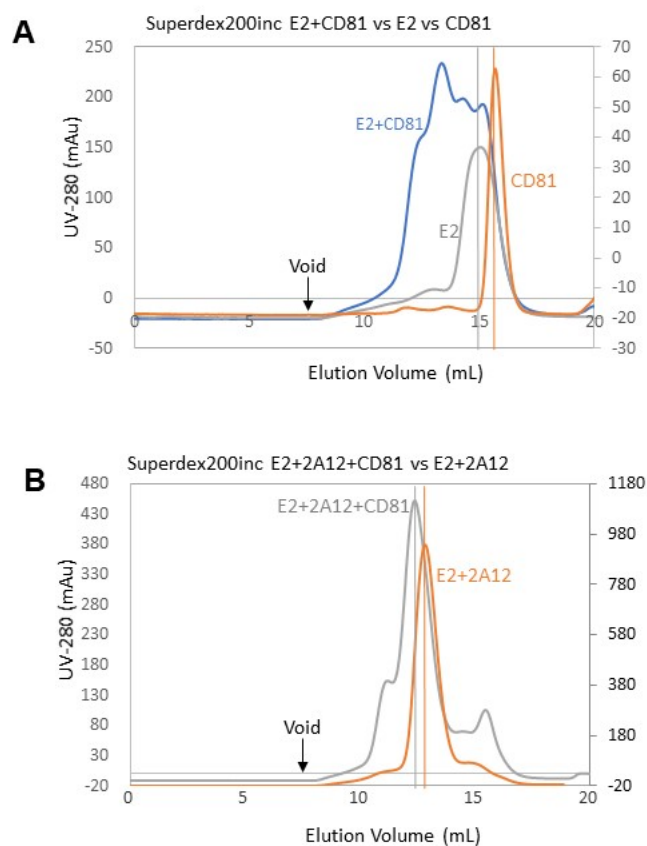 A
Superdex200inc E2+CD81 vs E2 vs CD81
250
200
150
100
50
0
-50
UV-280 (mAu)
70
60
50
40
30
20
10
0
-10
-20
-30
E2+CD81
CD81
E2
Void
0 5 10 15 20
Elution Volume (mL)
B
Superdex200inc E2+2A12+CD81 vs E2+2A12
480
430
380
330
280
230
180
130
80
30
-20
UV-280 (mAu)
1180
980
780
580
380
180
-20
E2+2A12+CD81
E2+2A12
Void
0 5 10 15 20
Elution Volume (mL)